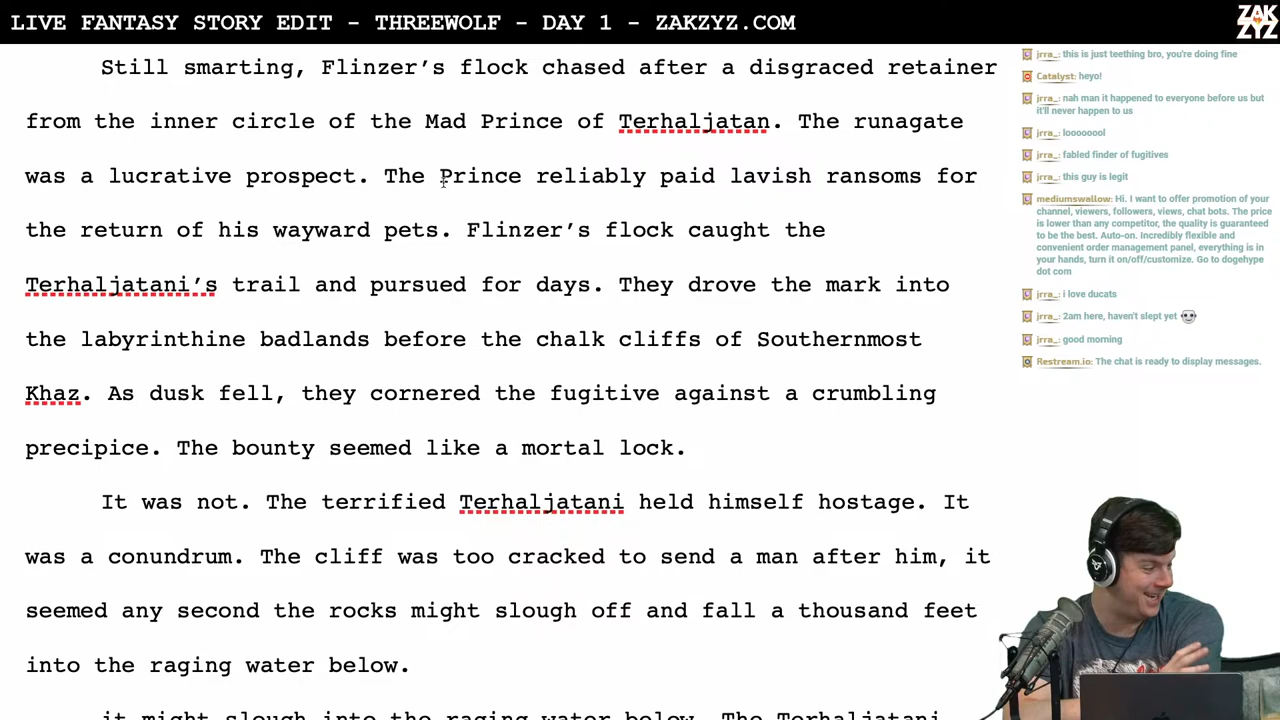 LIVE FANTASY STORY EDIT - THREEWOLF - DAY 1 - ZAKZYZ.COM
ZAK
ZYZ
Still smarting, Flinzer’s flock chased after a disgraced retainer
from the inner circle of the Mad Prince of Terhaljatan. The runagate
was a lucrative prospect. The Prince reliably paid lavish ransoms for
the return of his wayward pets. Flinzer’s flock caught the
Terhaljatani’s trail and pursued for days. They drove the mark into
the labyrinthine badlands before the chalk cliffs of Southernmost
Khaz. As dusk fell, they cornered the fugitive against a crumbling
precipice. The bounty seemed like a mortal lock.
It was not. The terrified Terhaljatani held himself hostage. It
was a conundrum. The cliff was too cracked to send a man after him, it
seemed any second the rocks might slough off and fall a thousand feet
into the raging water below.
it might slough into the raging water below. The Terhaljatani
jrra_: this is just teething bro, you're doing fine
Catalyst: heyo!
jrra_: nah man it happened to everyone before us but
it'll never happen to us
jrra_: loooooool
jrra_: fabled finder of fugitives
jrra_: this guy is legit
mediumswallow: Hi. I want to offer promotion of your
channel, viewers, followers, views, chat bots. The price
is lower than any competitor, the quality is guaranteed
to be the best. Auto-on. Incredibly flexible and
convenient order management panel, everything is in
your hands, turn it on/off/customize. Go to dogehype
dot com
jrra_: i love ducats
jrra_: 2am here, haven't slept yet
jrra_: good morning
Restream.io: The chat is ready to display messages.